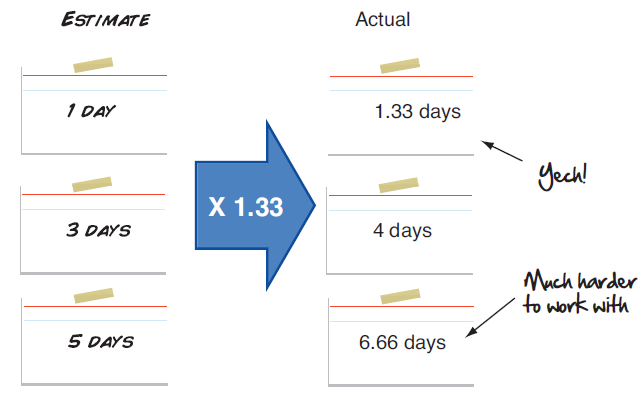 ESTIMATE
Actual
1 DAY
1.33 days
Yech!
X 1.33
3 DAYS
4 days
Much harder
to work with
5 DAYS
6.66 days